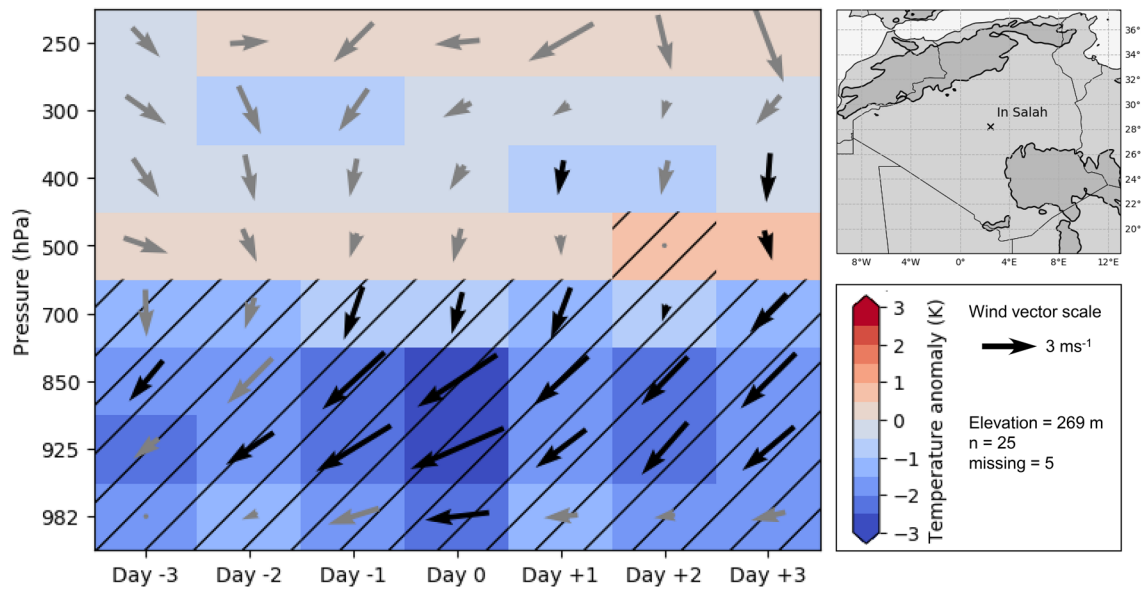 Pressure (hPa)
250
300
400
500
700
850
925
982
Day -3 Day -2 Day -1 Day 0 Day +1 Day +2 Day +3
In Salah
36°
34°
32°
30°
28°
26°
24°
22°
20°
8°W 4°W 0° 4°E 8°E 12°E
3
2
1
0
−1
−2
−3
Temperature anomaly (K)
Wind vector scale
3 ms⁻¹
Elevation = 269 m
n = 25
missing = 5